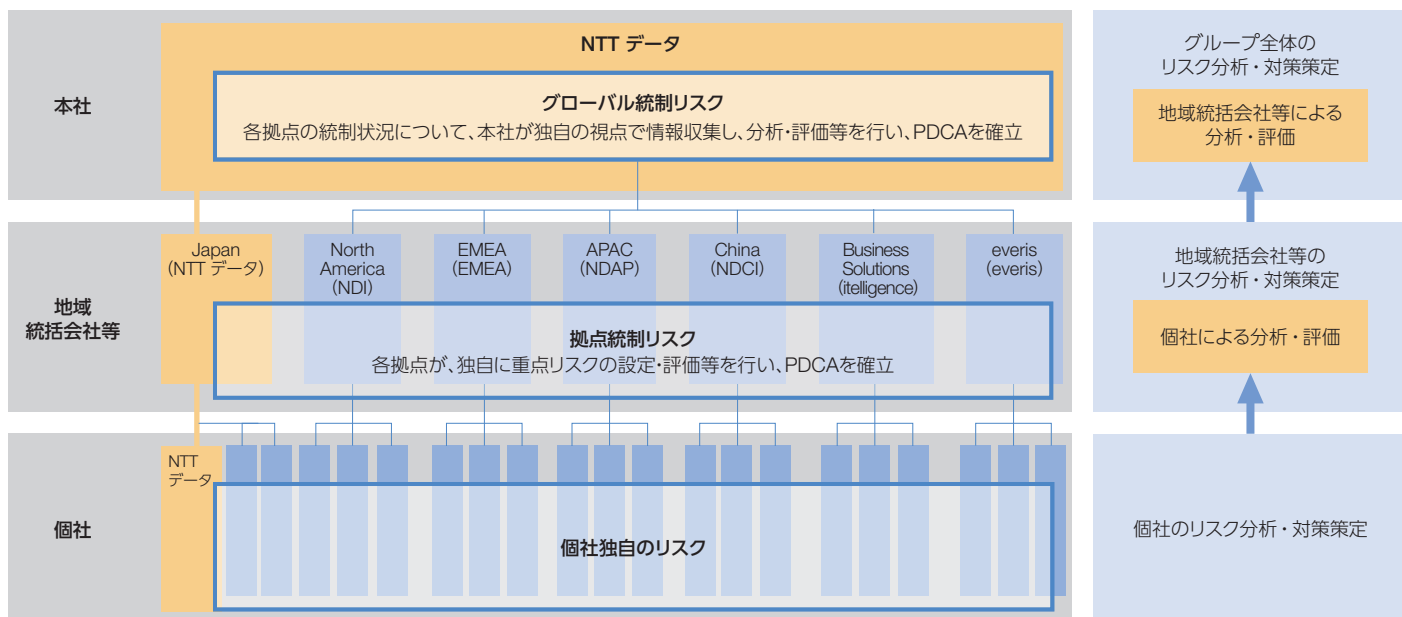 本社
NTT データ
グローバル統制リスク
各拠点の統制状況について、本社が独自の視点で情報収集し、分析・評価等を行い、PDCAを確立
グループ全体の
リスク分析・対策策定
地域統括会社等による
分析・評価
地域
統括会社等
Japan
(NTT データ)
North
America
(NDI)
EMEA
(EMEA)
APAC
(NDAP)
China
(NDCI)
Business
Solutions
(itelligence)
everis
(everis)
拠点統制リスク
各拠点が、独自に重点リスクの設定・評価等を行い、PDCAを確立
地域統括会社等の
リスク分析・対策策定
個社による分析・評価
個社
NTT
データ
個社独自のリスク
個社のリスク分析・対策策定